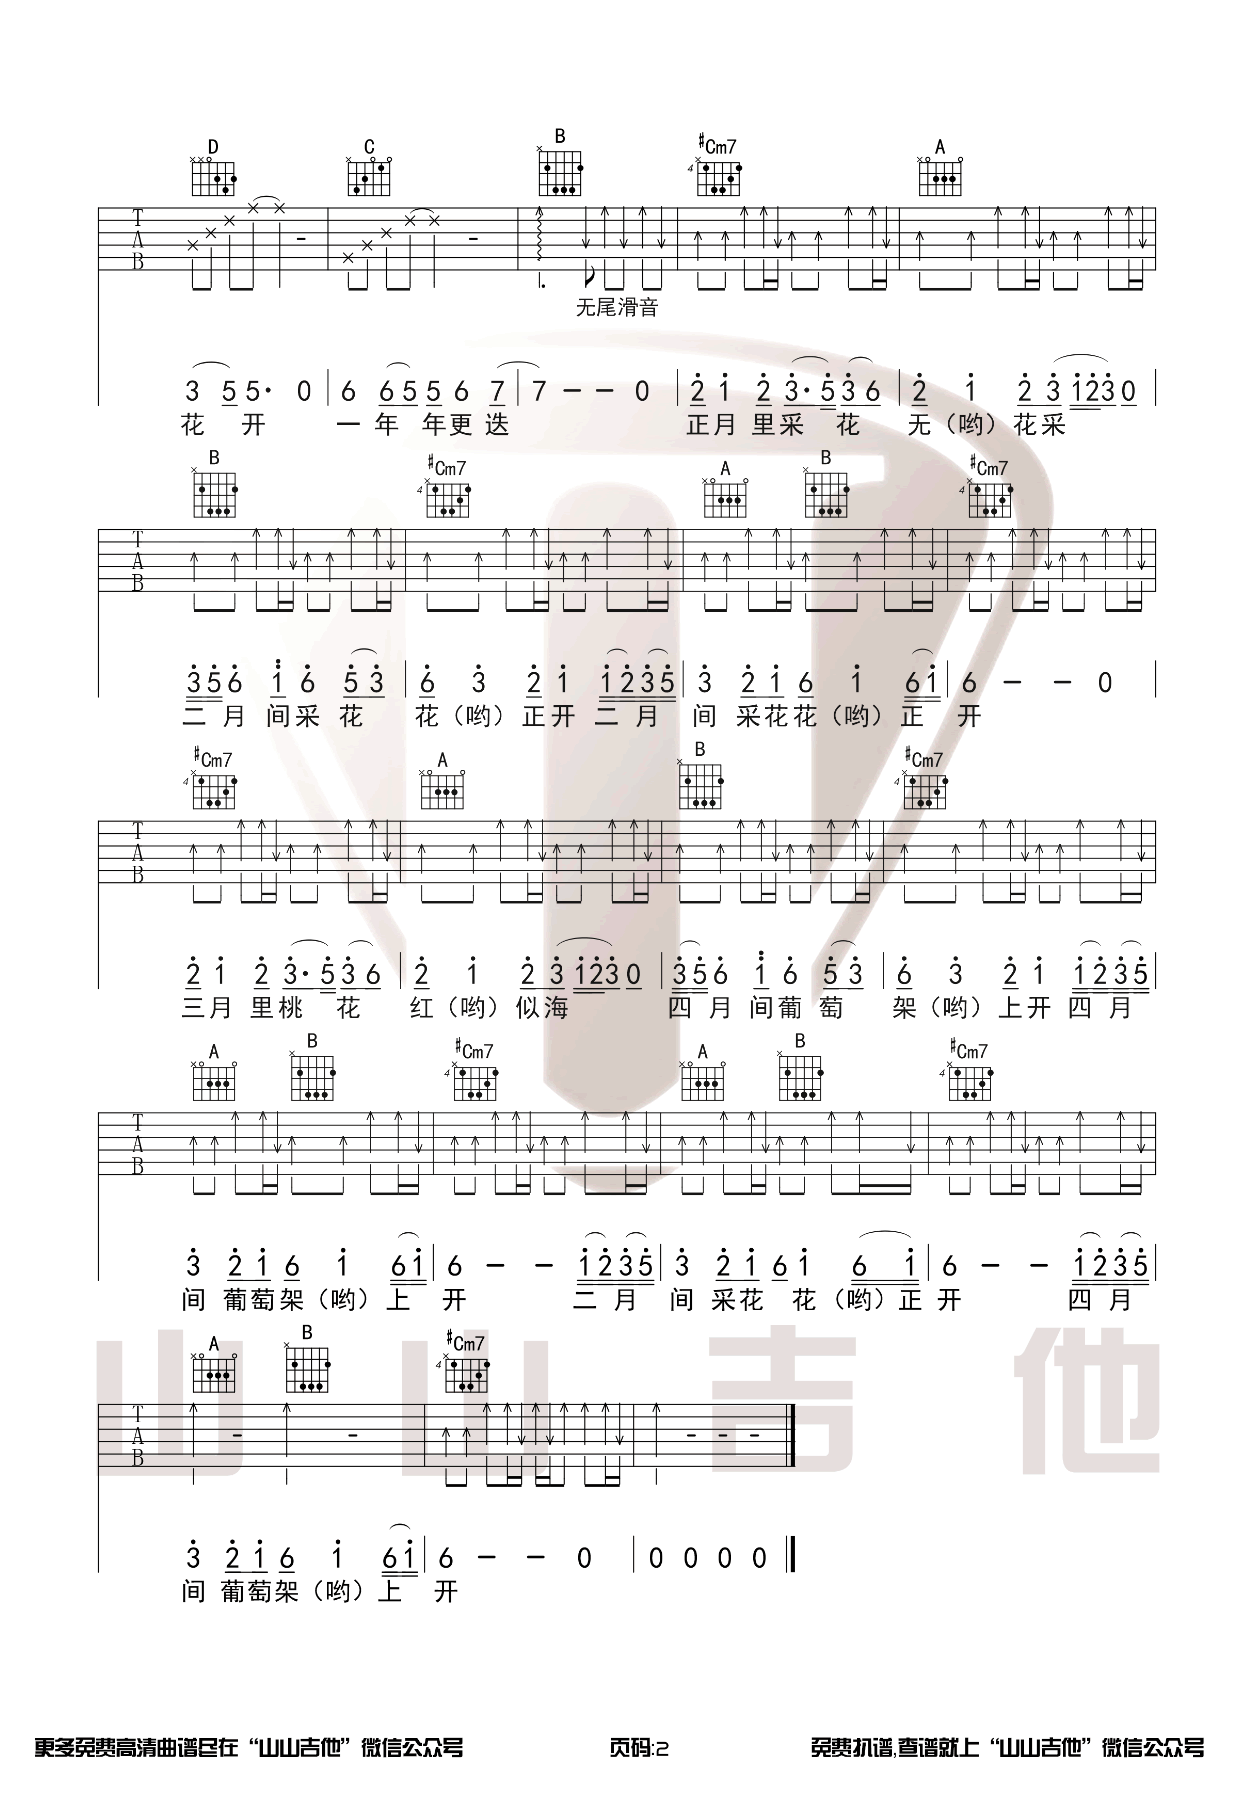 D C B #Cm7 A
T A B
无尾滑音
3 5 5· 0 | 6 6 5 5 6 7 | 7 — — 0 | 2 1 2 3· 5 3 6 | 2 1 2 3 1 2 3 0 |
花 开 一 年 年更 迭 正月 里采 花 无（哟）花采
B #Cm7 A B #Cm7
4 4
T A B
3 5 6 1 6 5 3 | 6 3 2 1 1 2 3 5 | 3 2 1 6 1 6 1 | 6 — — 0 |
二 月 间采 花 花（哟）正开 二 月 间 采花花（哟）正 开
#Cm7 A B #Cm7
4 4
T A B
2 1 2 3· 5 3 6 | 2 1 2 3 1 2 3 0 | 3 5 6 1 6 5 3 | 6 3 2 1 1 2 3 5 |
三月 里桃 花 红（哟）似海 四 月 间葡 萄 架（哟）上开 四 月
A B #Cm7 A B #Cm7
4 4
T A B
3 2 1 6 1 6 1 | 6 — — 1 2 3 5 | 3 2 1 6 1 6 1 | 6 — — 1 2 3 5 |
间 葡萄架（哟）上 开 二 月 间 采花 花（哟）正 开 四 月
A B #Cm7
4
T A B
3 2 1 6 1 6 1 | 6 — — 0 | 0 0 0 0
间 葡萄架（哟）上 开
山山吉他
更多免费高清曲谱尽在“山山吉他”微信公众号 页码:2 免费扒谱,查谱就上“山山吉他”微信公众号